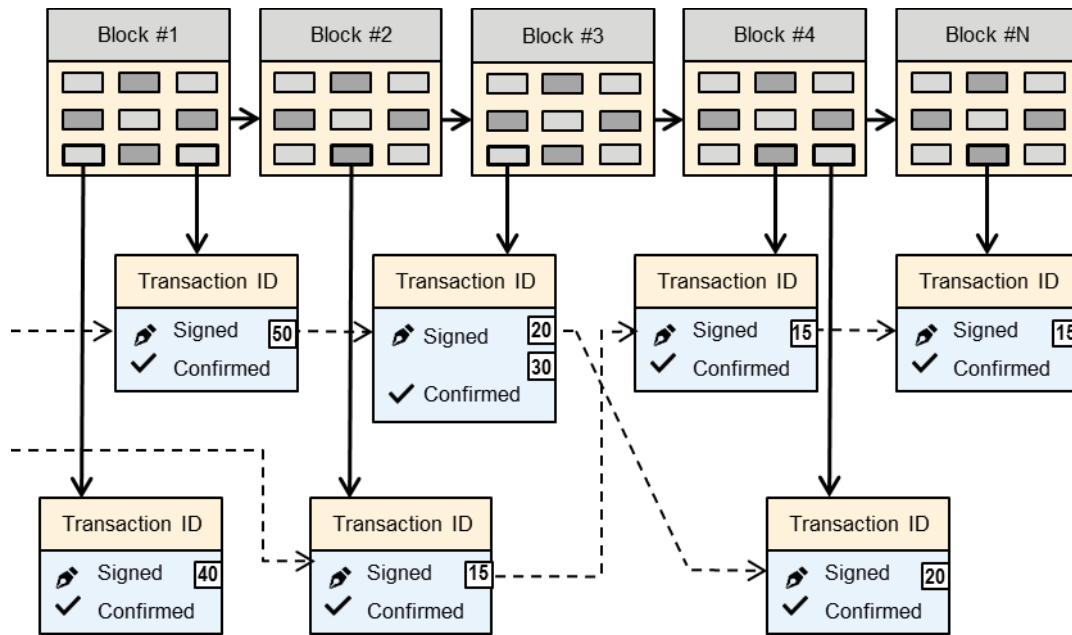 Block #1
Block #2
Block #3
Block #4
Block #N
Transaction ID
Signed 50
Confirmed
Transaction ID
Signed 20
30
Confirmed
Transaction ID
Signed 15
Confirmed
Transaction ID
Signed 15
Confirmed
Transaction ID
Signed 40
Confirmed
Transaction ID
Signed 15
Confirmed
Transaction ID
Signed 20
Confirmed